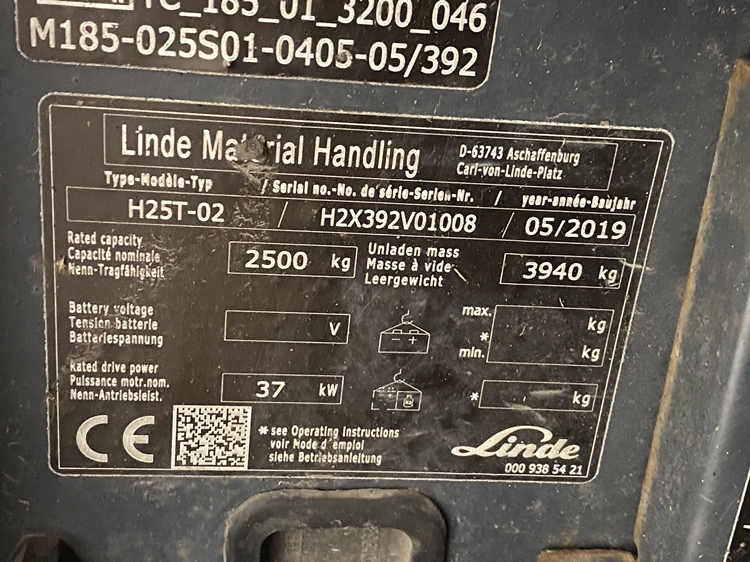 TC_185_01_3200_046
M185-025S01-0405-05/392
Linde Material Handling
D-63743 Aschaffenburg
Carl-von-Linde-Platz
Type-Modèle-Typ / Serial no.-No. de série-Serien-Nr. / year-année-Baujahr
H25T-02 / H2X392V01008 / 05/2019
Rated capacity
Capacité nominale
Nenn-Tragfähigkeit
2500 kg
Unladen mass
Masse à vide
Leergewicht
3940 kg
Battery voltage
Tension batterie
Batteriespannung
V
- +
max.
*
min.
kg
kg
Rated drive power
Puissance motr.nom.
Nenn-Antriebsleist.
37 kW
* kg
CE
* see Operating Instructions
voir Mode d'emploi
siehe Betriebsanleitung
Linde
000 938 54 21